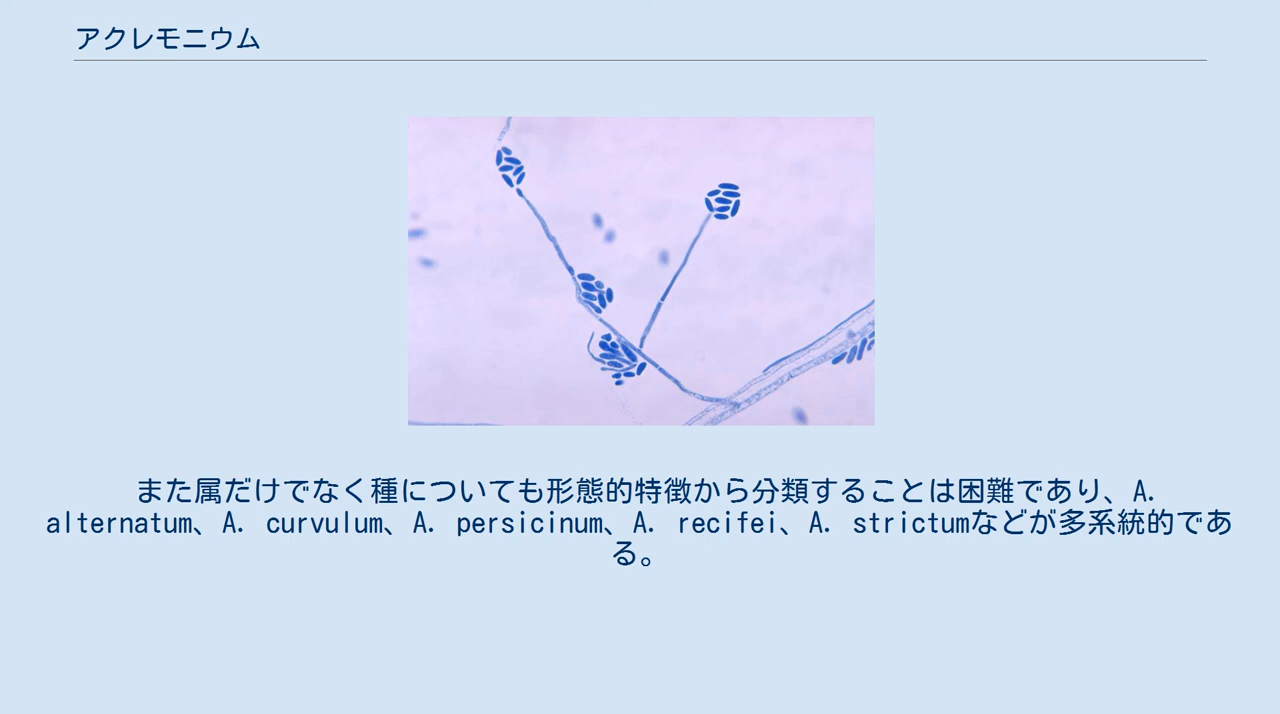 アクレモニウム
また属だけでなく種についても形態的特徴から分類することは困難であり、A.
alternatum、A. curvulum、A. persicinum、A. recifei、A. strictumなどが多系統的であ
る。